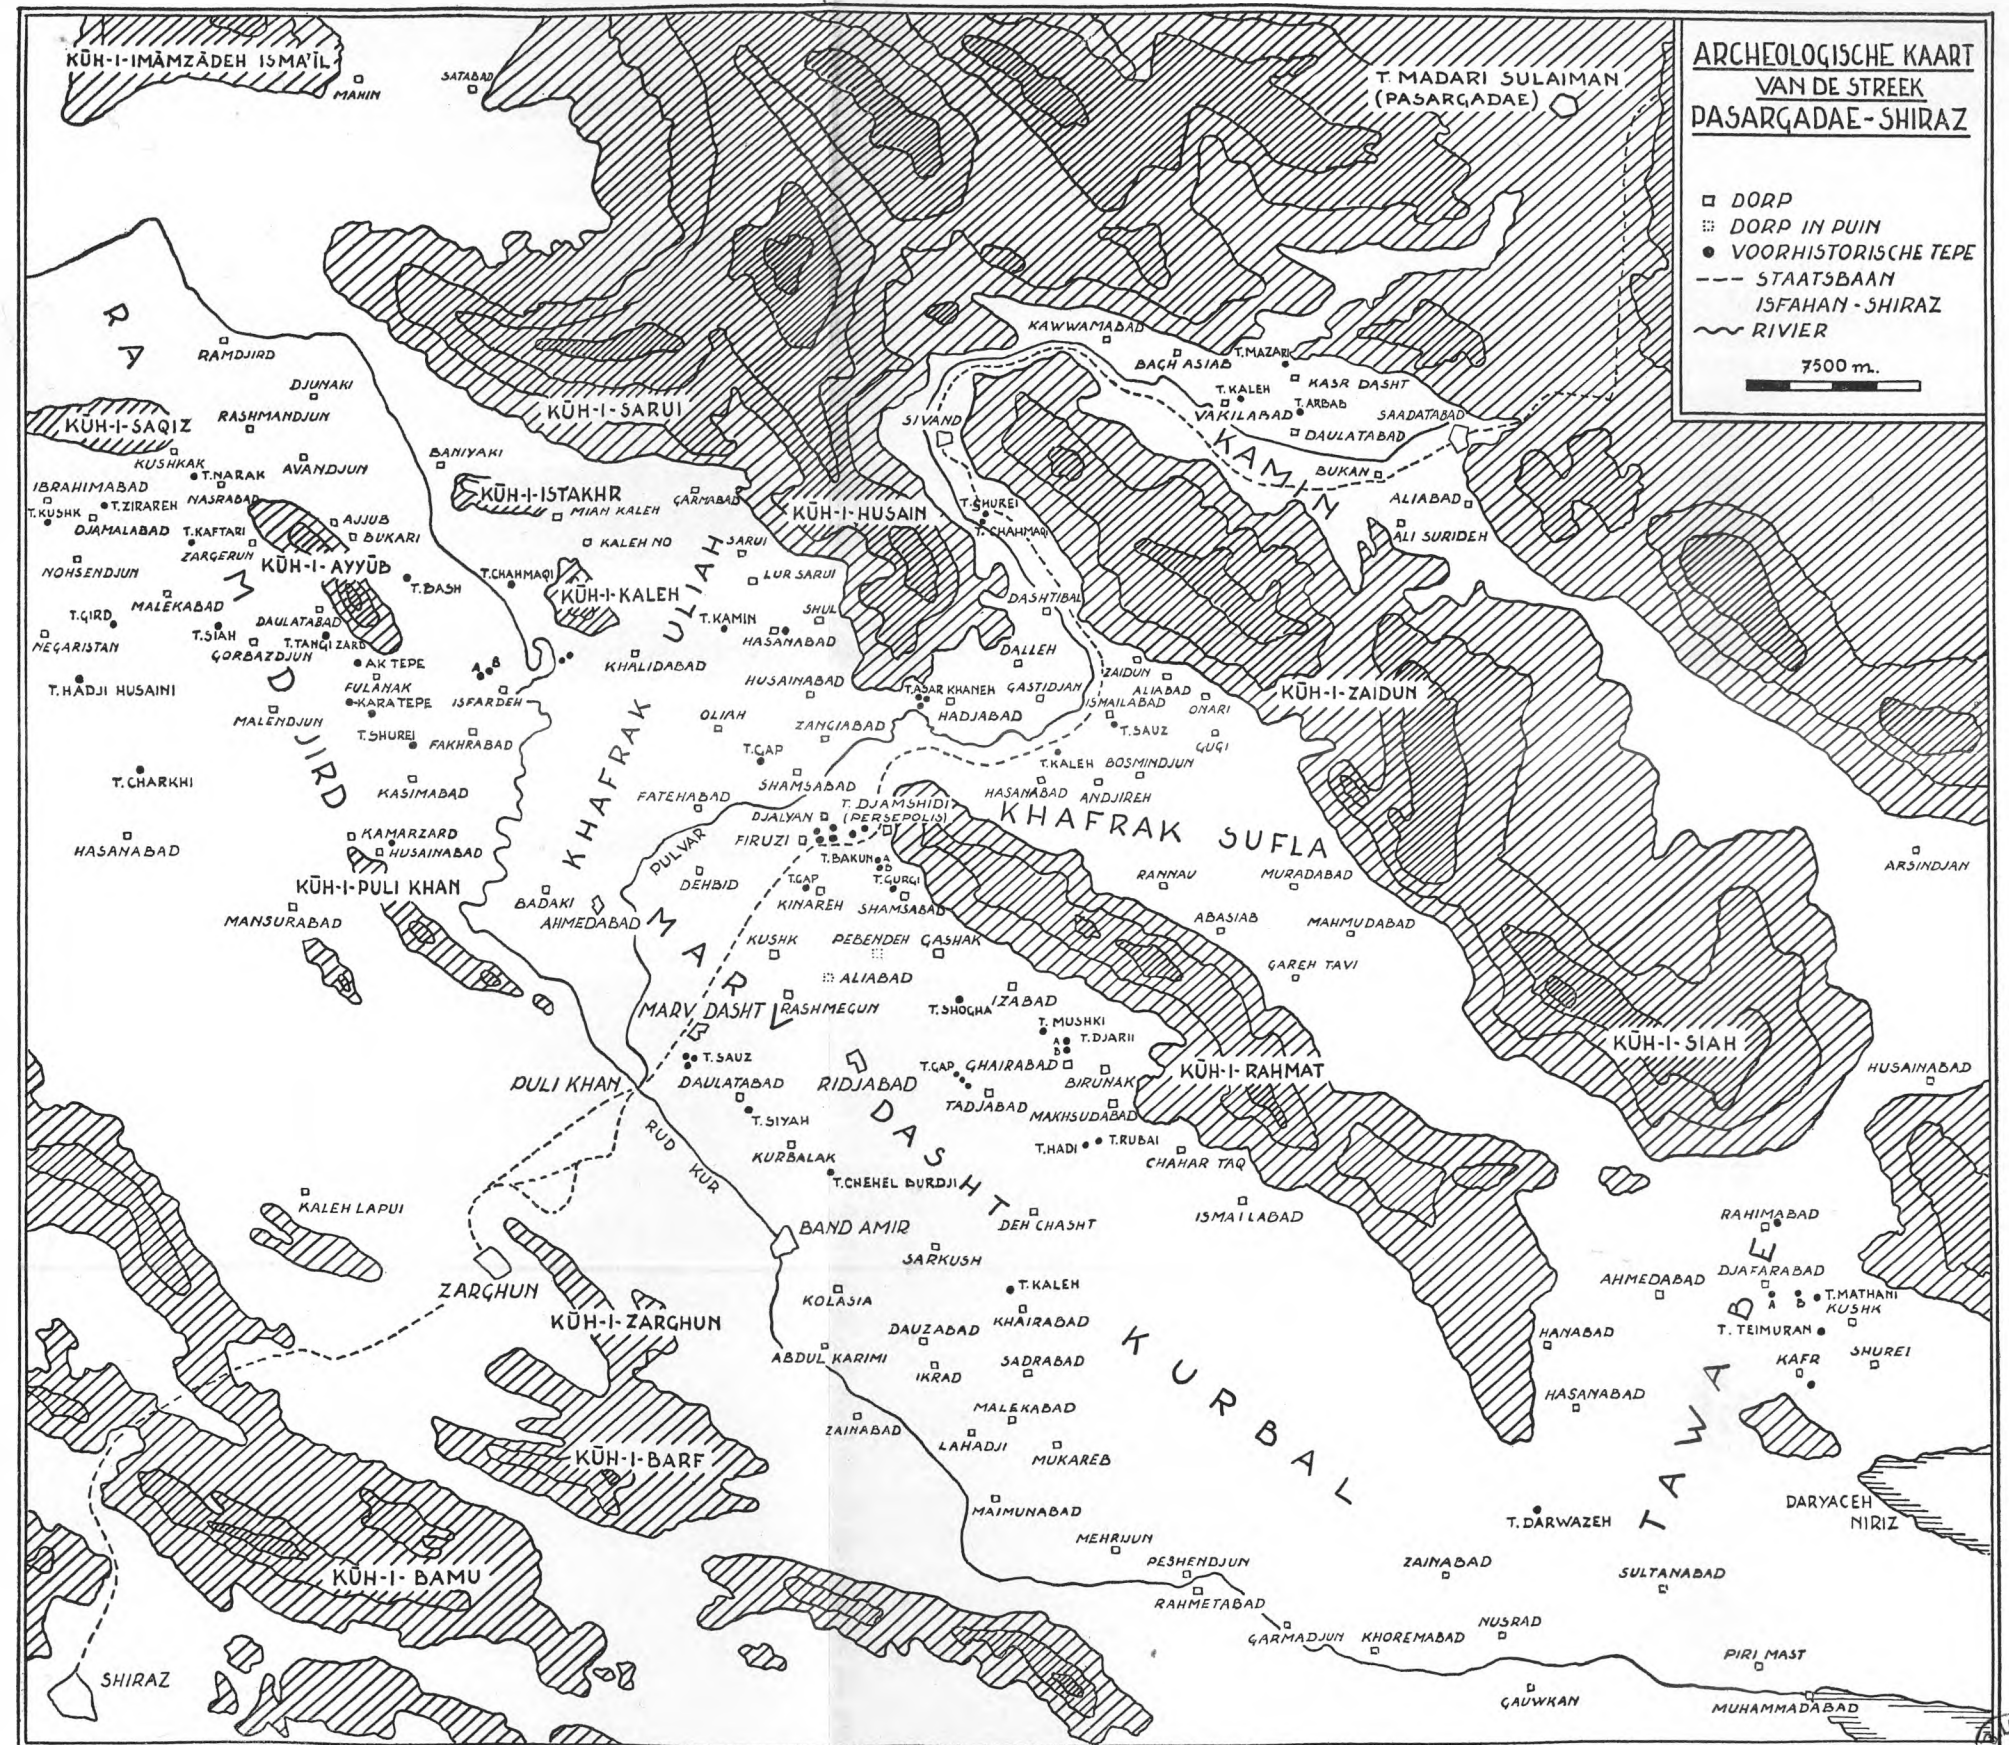 ARCHEOLOGISCHE KAART
VAN DE STREEK
PASARGADAE-SHIRAZ
DORP
DORP IN PUIN
VOORHISTORISCHE TEPE
STAATSBAAN
ISFAHAN-SHIRAZ
RIVIER
7500 m.
KŪH-I-IMĀMZĀDEH ISMA'ĪL
MAHIN
SATABAD
T. MADARI SULAIMAN
(PASARGADAE)
RAMDJIRD
RAMDJIRD
DJUNAKI
RASHMANDJUN
KŪH-I-SAQIZ
KŪH-I-SARUI
KUSHKAK
T.NARAK
AVANDJUN
BANIYAKI
NASRABAD
IBRAHIMABAD
T.ZIRAREH
T.KUSHK
DJAMALABAD
T.KAFTARI
ZARGERUN
AJJUB
BUKARI
KŪH-I-AYYŪB
KŪH-I-ISTAKHR
MIAN KALEH
GARMABAD
KŪH-I-HUSAIN
KALEH NO
SARUI
LUR SARUI
NOHSENDJUN
T.BASH
T.CHAHMAQI
KŪH-I-KALEH
MALEKABAD
T.GIRD
T.SIAH
DAULATABAD
T.TANGI ZARD
GORBAZDJUN
NEGARISTAN
AK TEPE
T.HADJI HUSAINI
FULANAK
KARA TEPE
MALENDJUN
T.SHUREI
A B
ISFARDEH
FAKHRABAD
KHALIDABAD
T.KAMIN
SHUL
HASANABAD
HUSAINABAD
OLIAH
ZANGIABAD
T.GAP
SHAMSABAD
FATEHABAD
KHAFRAK ULIAH
T.CHARKHI
KASIMABAD
HASANABAD
KAMARZARD
HUSAINABAD
KŪH-I-PULI KHAN
MANSURABAD
BADAKI
AHMEDABAD
PULVAR
DEHBID
KAWWAMABAD
BAGH ASIAB
T.MAZARI
KASR DASHT
T.KALEH
VAKILABAD
T.ARBAB
SAADATABAD
DAULATABAD
SIVAND
KAMIN
BUKAN
ALIABAD
ALI SURIDEH
T.SHUREI
T. CHAHMAQI
DASHTIBAL
DALLEH
ZAIDUN
ALIABAD
ONARI
KŪH-I-ZAIDUN
T.ASAR KHANEH
GASTIDJAN
HADJABAD
ISMAILABAD
T.SAUZ
GUGI
T.KALEH
BOSMINDJUN
HASANABAD
ANDJIREH
KHAFRAK SUFLA
T. DJAMSHIDI
(PERSEPOLIS)
DJALYAN
FIRUZI
T.BAKUN A
B
T.GURGI
T.GAP
KINAREH
SHAMSABAD
RANNAU
MURADABAD
ARSINDJAN
ABASIAB
MAHMUDABAD
GAREH TAVI
KUSHK
PEBENDEH
GASHAK
ALIABAD
MARV DASHT
MARV DASHT
RASHMEGUN
T.SHOGHA
IZABAD
T. MUSHKI
A
B
T.DJARII
GHAIRABAD
BIRUNAK
T.GAP
TADJABAD
MAKHSUDABAD
KŪH-I-RAHMAT
KŪH-I-SIAH
HUSAINABAD
T.SAUZ
DAULATABAD
RIDJABAD
PULI KHAN
T.SIYAH
KURBALAK
T.CHEHEL BURDJI
T.HADI
T.RUBAI
CHAHAR TAQ
ISMAILABAD
RUD KUR
KALEH LAPUI
ZARGHUN
KŪH-I-ZARGHUN
BAND AMIR
DEH CHASHT
SARKUSH
KOLASIA
T.KALEH
KHAIRABAD
DAUZABAD
ABDUL KARIMI
IKRAD
SADRABAD
KURBAL
RAHIMABAD
AHMEDABAD
DJAFARABAD
A
B
T.MATHANI
KUSHK
T. TEIMURAN
HANABAD
KAFR
SHUREI
HASANABAD
TAWABE
MALEKABAD
ZAINABAD
LAHADJI
MUKAREB
KŪH-I-BARF
MAIMUNABAD
DARYACEH
NIRIZ
T.DARWAZEH
MEHRIJUN
PESHENDJUN
ZAINABAD
SULTANABAD
KŪH-I-BAMU
RAHMETABAD
GARMADJUN
KHOREMABAD
NUSRAD
PIRI MAST
SHIRAZ
GAUWKAN
MUHAMMADABAD